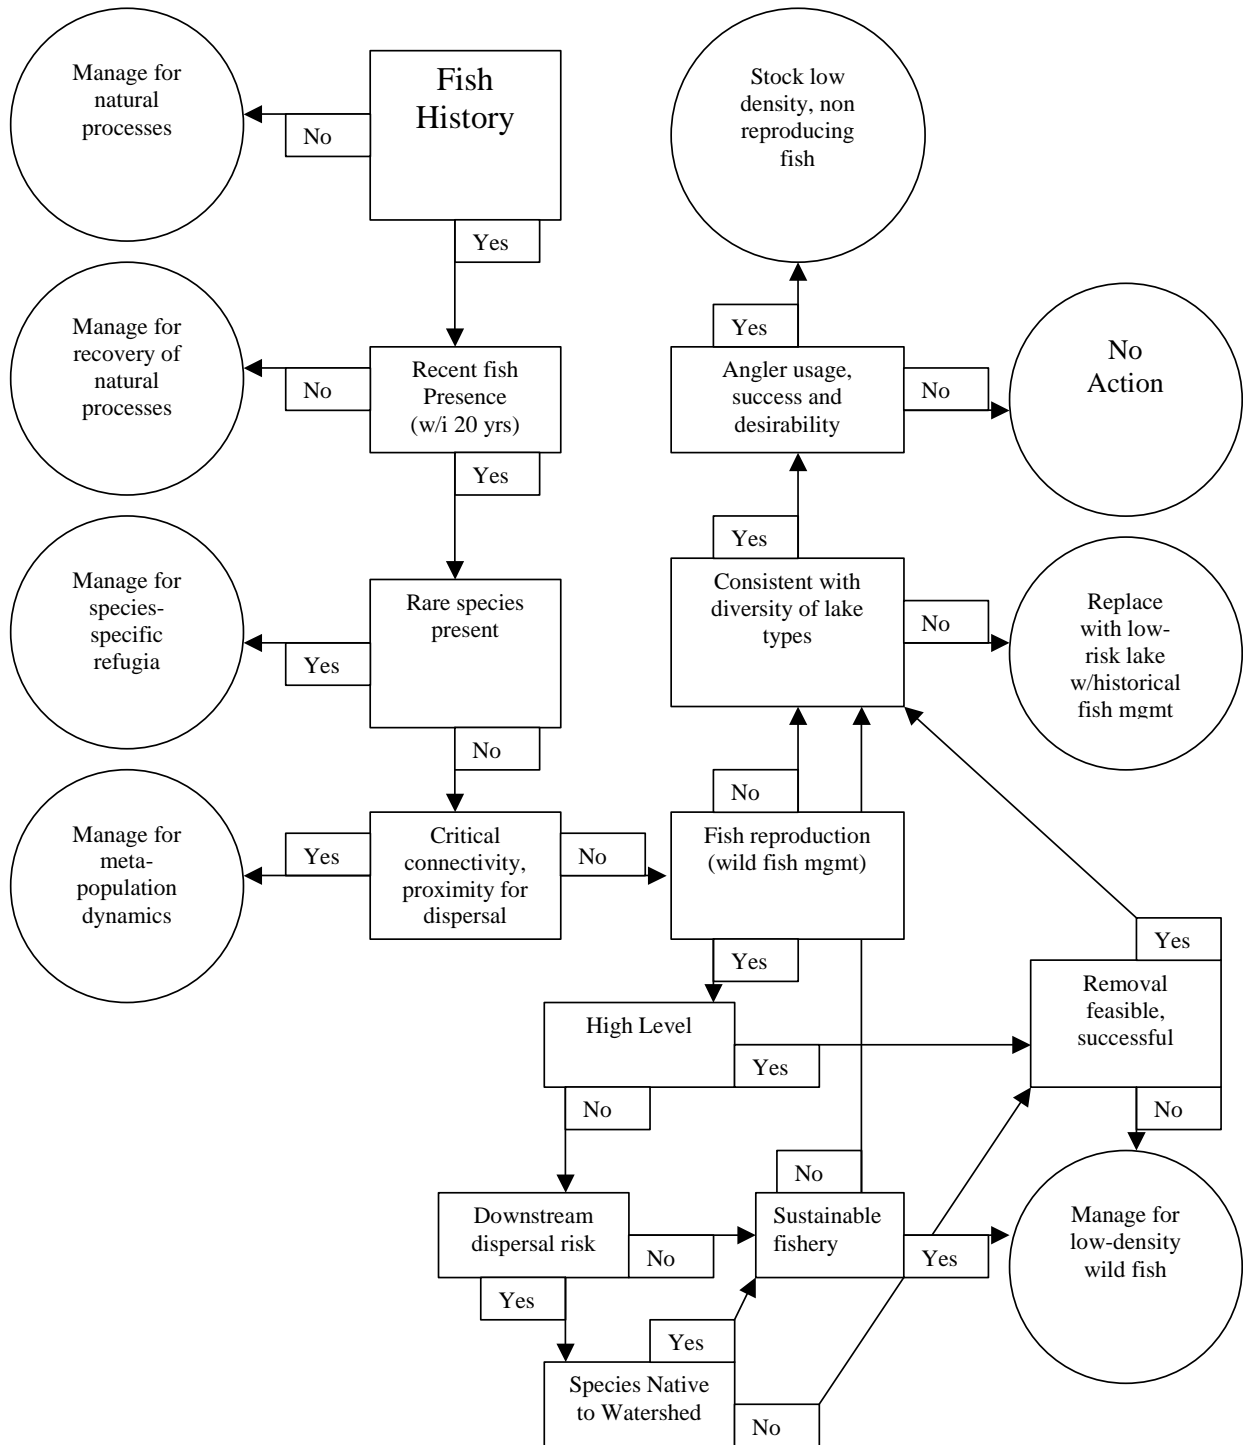 Manage for
natural
processes
No
Fish
History
Yes
Manage for
recovery of
natural
processes
No
Recent fish
Presence
(w/i 20 yrs)
Yes
Manage for
species-
specific
refugia
Yes
Rare species
present
No
Manage for
meta-
population
dynamics
Yes
Critical
connectivity,
proximity for
dispersal
No
Stock low
density, non
reproducing
fish
Yes
Angler usage,
success and
desirability
No
No
Action
Yes
Consistent with
diversity of lake
types
No
Replace
with low-
risk lake
w/historical
fish mgmt
No
Fish reproduction
(wild fish mgmt)
Yes
High Level
Yes
No
Yes
Removal
feasible,
successful
No
Downstream
dispersal risk
No
Yes
No
Sustainable
fishery
Yes
Manage for
low-density
wild fish
Yes
Species Native
to Watershed
No